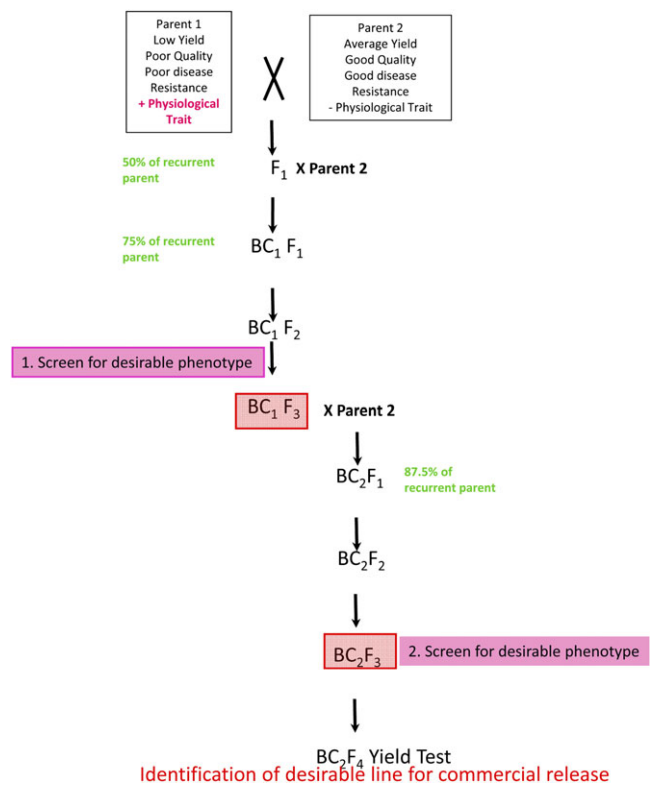 Parent 1
Low Yield
Poor Quality
Poor disease
Resistance
+ Physiological
Trait
Parent 2
Average Yield
Good Quality
Good disease
Resistance
- Physiological Trait
50% of recurrent
parent
F1 X Parent 2
75% of recurrent
parent
BC1 F1
BC1 F2
1. Screen for desirable phenotype
BC1 F3 X Parent 2
BC2F1
87.5% of
recurrent parent
BC2F2
BC2F3
2. Screen for desirable phenotype
BC2F4 Yield Test
Identification of desirable line for commercial release